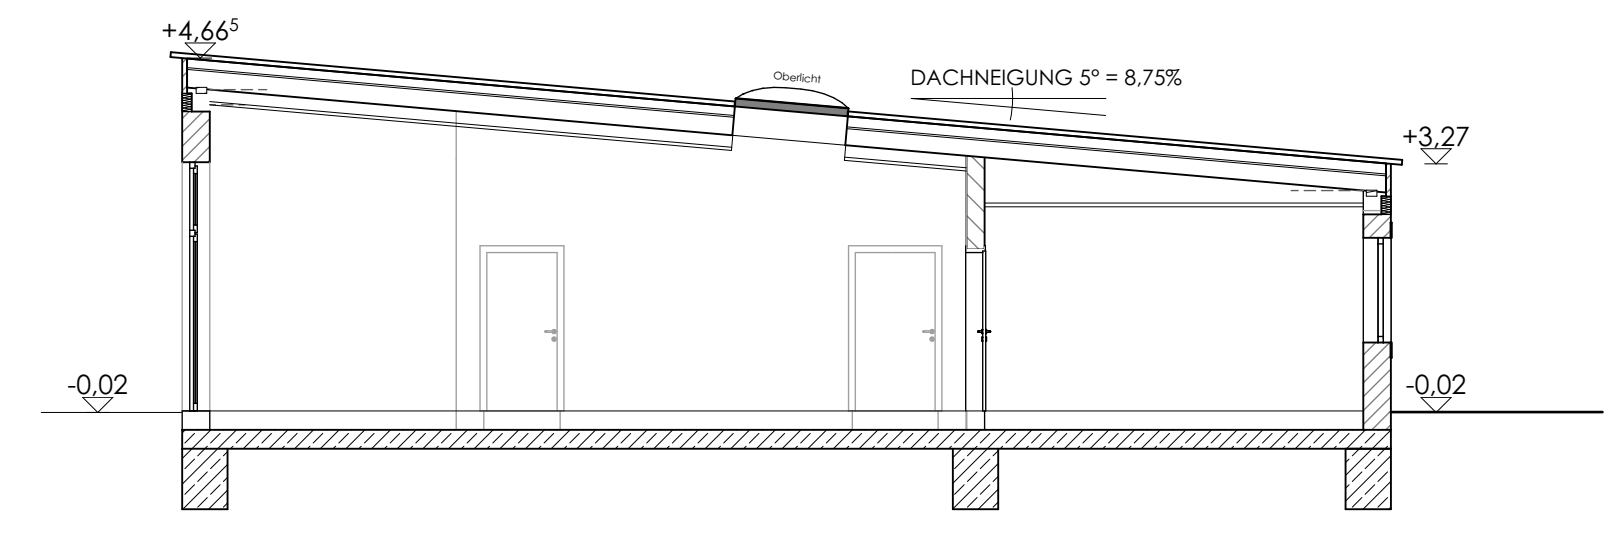 +4,66⁵
Oberlicht
DACHNEIGUNG 5° = 8,75%
+3,27
-0,02
-0,02